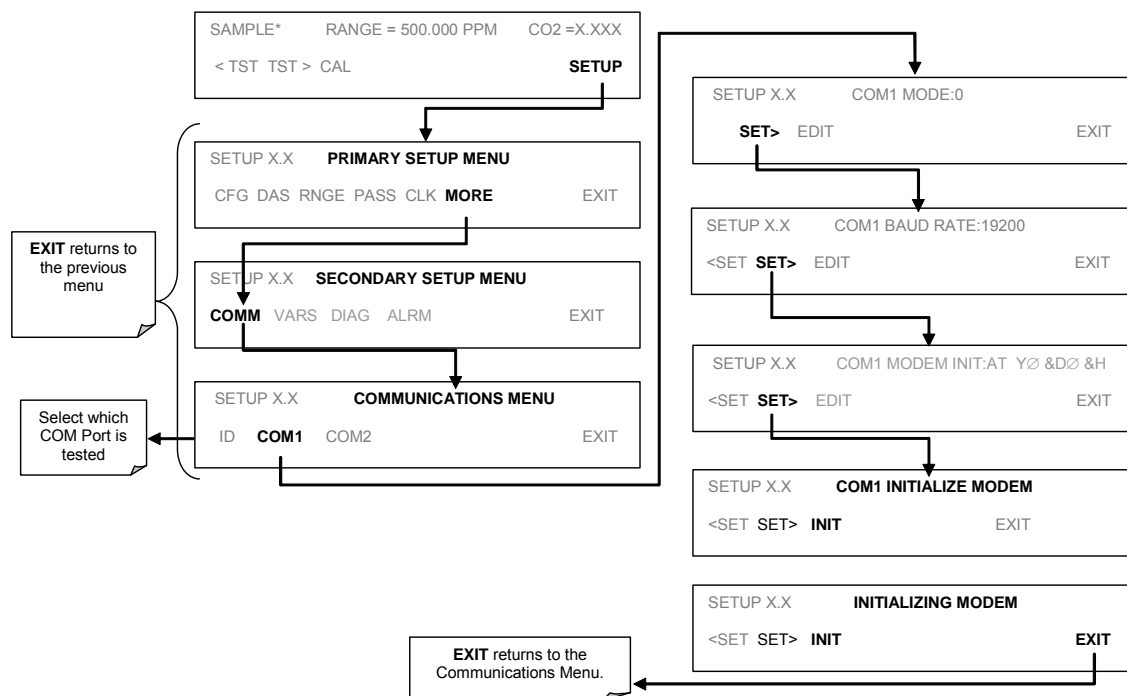 SAMPLE* RANGE = 500.000 PPM CO2 =X.XXX
< TST TST > CAL SETUP
SETUP X.X PRIMARY SETUP MENU
CFG DAS RNGE PASS CLK MORE EXIT
EXIT returns to
the previous
menu
SETUP X.X SECONDARY SETUP MENU
COMM VARS DIAG ALRM EXIT
Select which
COM Port is
tested
SETUP X.X COMMUNICATIONS MENU
ID COM1 COM2 EXIT
SETUP X.X COM1 MODE:0
SET> EDIT EXIT
SETUP X.X COM1 BAUD RATE:19200
<SET SET> EDIT EXIT
SETUP X.X COM1 MODEM INIT:AT Y∅ &D∅ &H
<SET SET> EDIT EXIT
SETUP X.X COM1 INITIALIZE MODEM
<SET SET> INIT EXIT
SETUP X.X INITIALIZING MODEM
<SET SET> INIT EXIT
EXIT returns to the
Communications Menu.